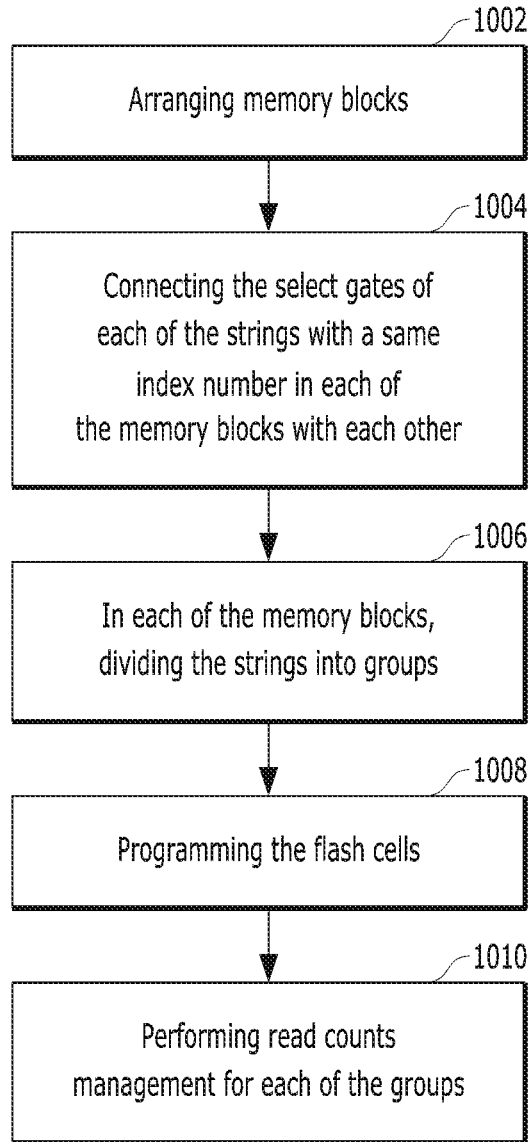 1002
Arranging memory blocks
1004
Connecting the select gates of
each of the strings with a same
index number in each of
the memory blocks with each other
1006
In each of the memory blocks,
dividing the strings into groups
1008
Programming the flash cells
1010
Performing read counts
management for each of the groups